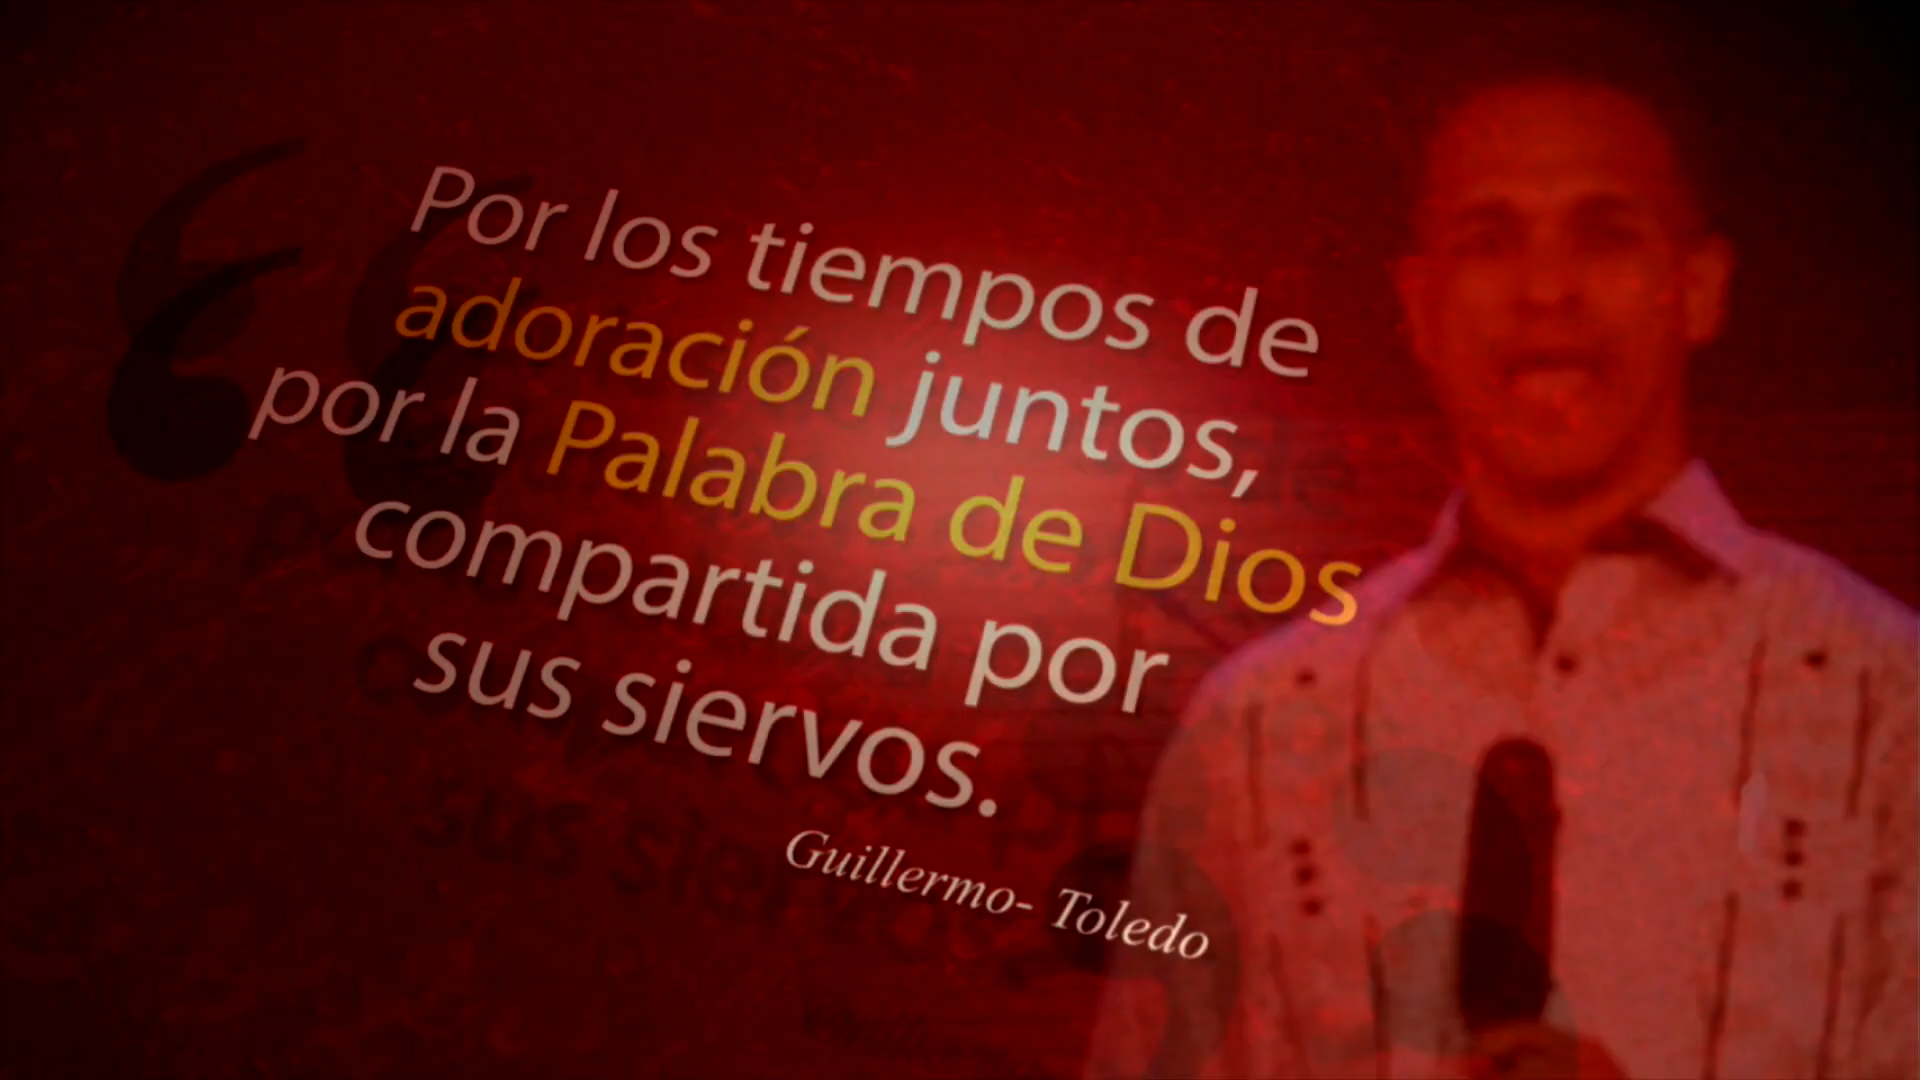 Por los tiempos de
adoración juntos,
por la Palabra de Dios
compartida por
sus siervos.
Guillermo- Toledo